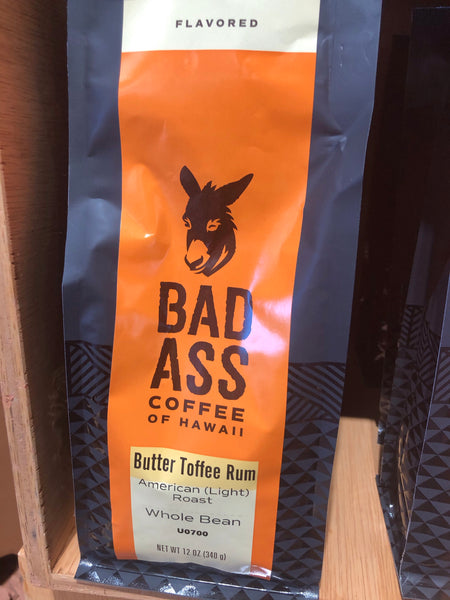 FLAVORED
BAD
ASS
COFFEE
OF HAWAII
Butter Toffee Rum
American (Light)
Roast
Whole Bean
U0700
NET WT 12 OZ (340 g)